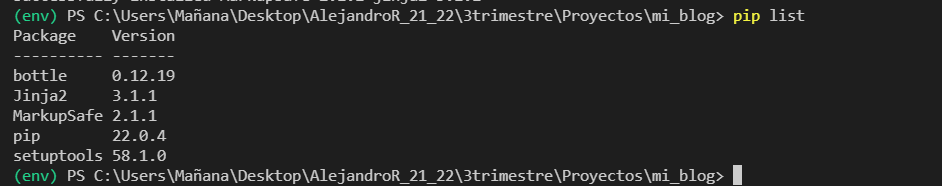 (env) PS C:\Users\Mañana\Desktop\AlejandroR_21_22\3trimestre\Proyectos\mi_blog> pip list
Package    Version
---------- -------
bottle     0.12.19
Jinja2     3.1.1
MarkupSafe 2.1.1
pip        22.0.4
setuptools 58.1.0
(env) PS C:\Users\Mañana\Desktop\AlejandroR_21_22\3trimestre\Proyectos\mi_blog>